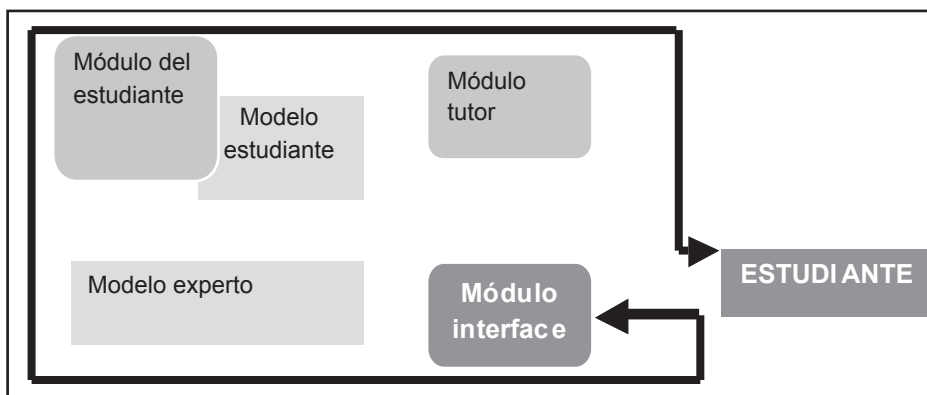 Módulo del
estudiante
Modelo
estudiante
Módulo
tutor
Modelo experto
Módulo
interface
ESTUDIANTE